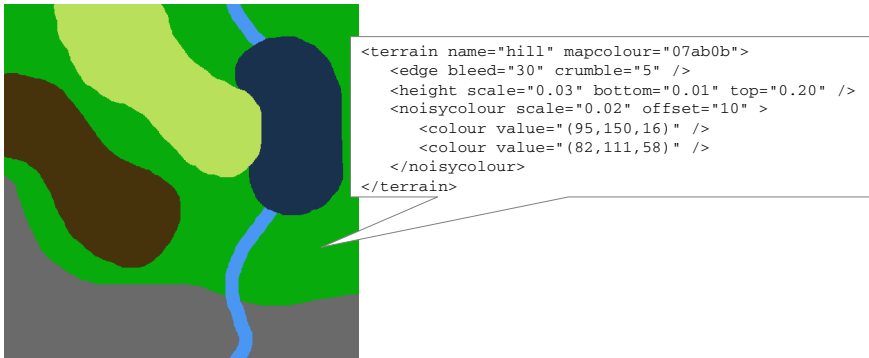 <terrain name="hill" mapcolour="07ab0b">
<edge bleed="30" crumble="5" />
<height scale="0.03" bottom="0.01" top="0.20" />
<noisycolour scale="0.02" offset="10" >
<colour value="(95,150,16)" />
<colour value="(82,111,58)" />
</noisycolour>
</terrain>